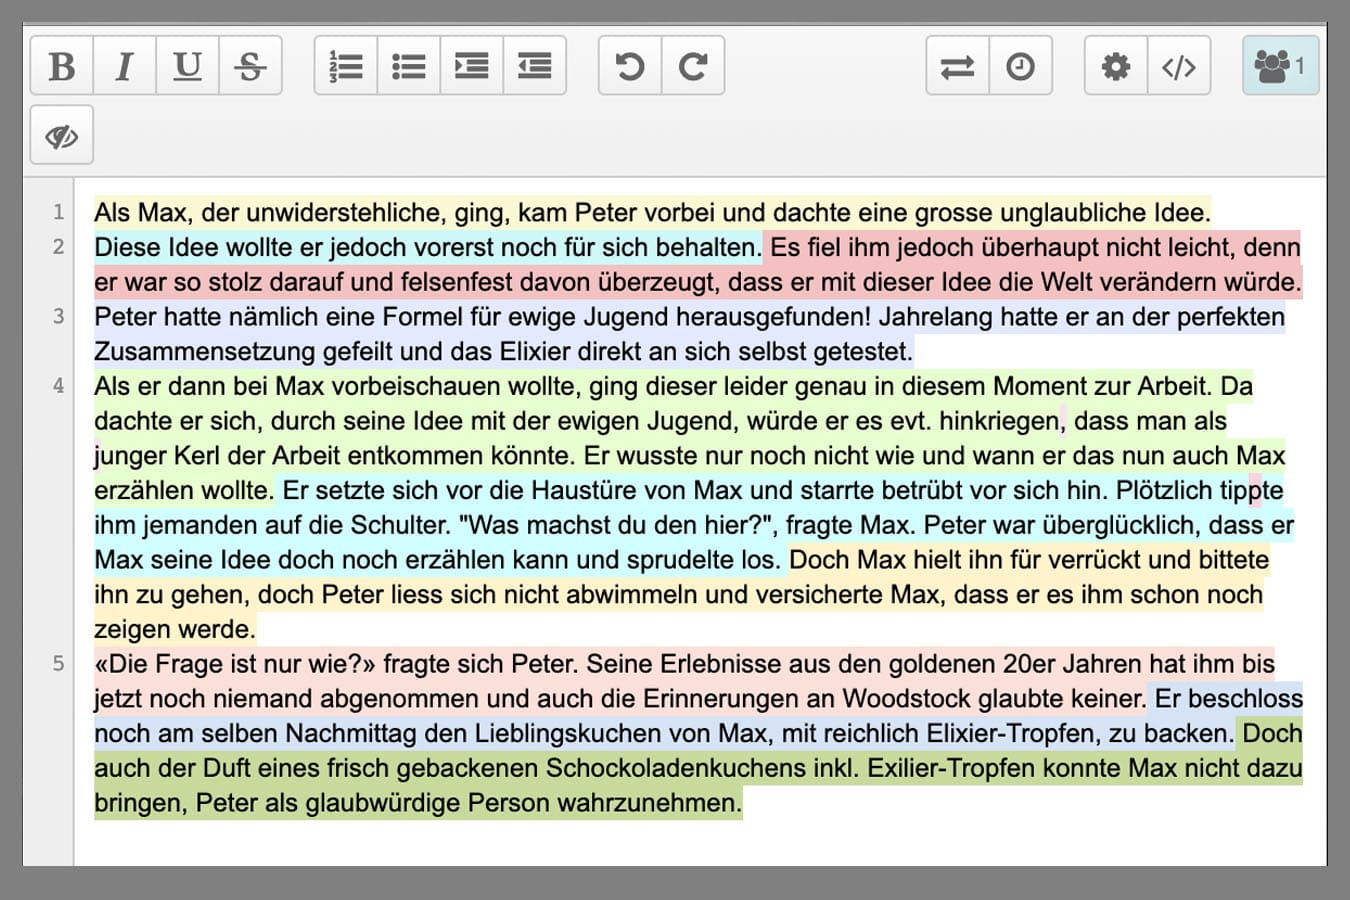 B I U S 1
1 Als Max, der unwiderstehliche, ging, kam Peter vorbei und dachte eine grosse unglaubliche Idee.
2 Diese Idee wollte er jedoch vorerst noch für sich behalten. Es fiel ihm jedoch überhaupt nicht leicht, denn
er war so stolz darauf und felsenfest davon überzeugt, dass er mit dieser Idee die Welt verändern würde.
3 Peter hatte nämlich eine Formel für ewige Jugend herausgefunden! Jahrelang hatte er an der perfekten
Zusammensetzung gefeilt und das Elixier direkt an sich selbst getestet.
4 Als er dann bei Max vorbeischauen wollte, ging dieser leider genau in diesem Moment zur Arbeit. Da
dachte er sich, durch seine Idee mit der ewigen Jugend, würde er es evt. hinkriegen, dass man als
junger Kerl der Arbeit entkommen könnte. Er wusste nur noch nicht wie und wann er das nun auch Max
erzählen wollte. Er setzte sich vor die Haustüre von Max und starrte betrübt vor sich hin. Plötzlich tippte
ihm jemanden auf die Schulter. "Was machst du den hier?", fragte Max. Peter war überglücklich, dass er
Max seine Idee doch noch erzählen kann und sprudelte los. Doch Max hielt ihn für verrückt und bittete
ihn zu gehen, doch Peter liess sich nicht abwimmeln und versicherte Max, dass er es ihm schon noch
zeigen werde.
5 «Die Frage ist nur wie?» fragte sich Peter. Seine Erlebnisse aus den goldenen 20er Jahren hat ihm bis
jetzt noch niemand abgenommen und auch die Erinnerungen an Woodstock glaubte keiner. Er beschloss
noch am selben Nachmittag den Lieblingskuchen von Max, mit reichlich Elixier-Tropfen, zu backen. Doch
auch der Duft eines frisch gebackenen Schockoladenkuchens inkl. Exilier-Tropfen konnte Max nicht dazu
bringen, Peter als glaubwürdige Person wahrzunehmen.